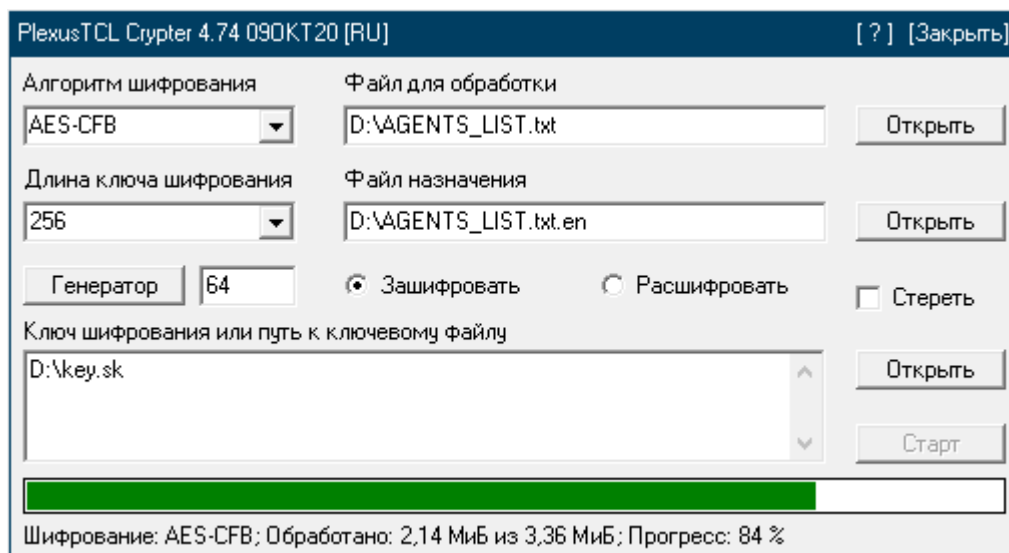 PlexusTCL Crypter 4.74 09ОКТ20 [RU] [ ? ] [Закрыть]
Алгоритм шифрования Файл для обработки
AES-CFB D:\AGENTS_LIST.txt Открыть
Длина ключа шифрования Файл назначения
256 D:\AGENTS_LIST.txt.en Открыть
Генератор 64 Зашифровать Расшифровать Стереть
Ключ шифрования или путь к ключевому файлу
D:\key.sk Открыть
Старт
Шифрование: AES-CFB; Обработано: 2,14 МиБ из 3,36 МиБ; Прогресс: 84 %